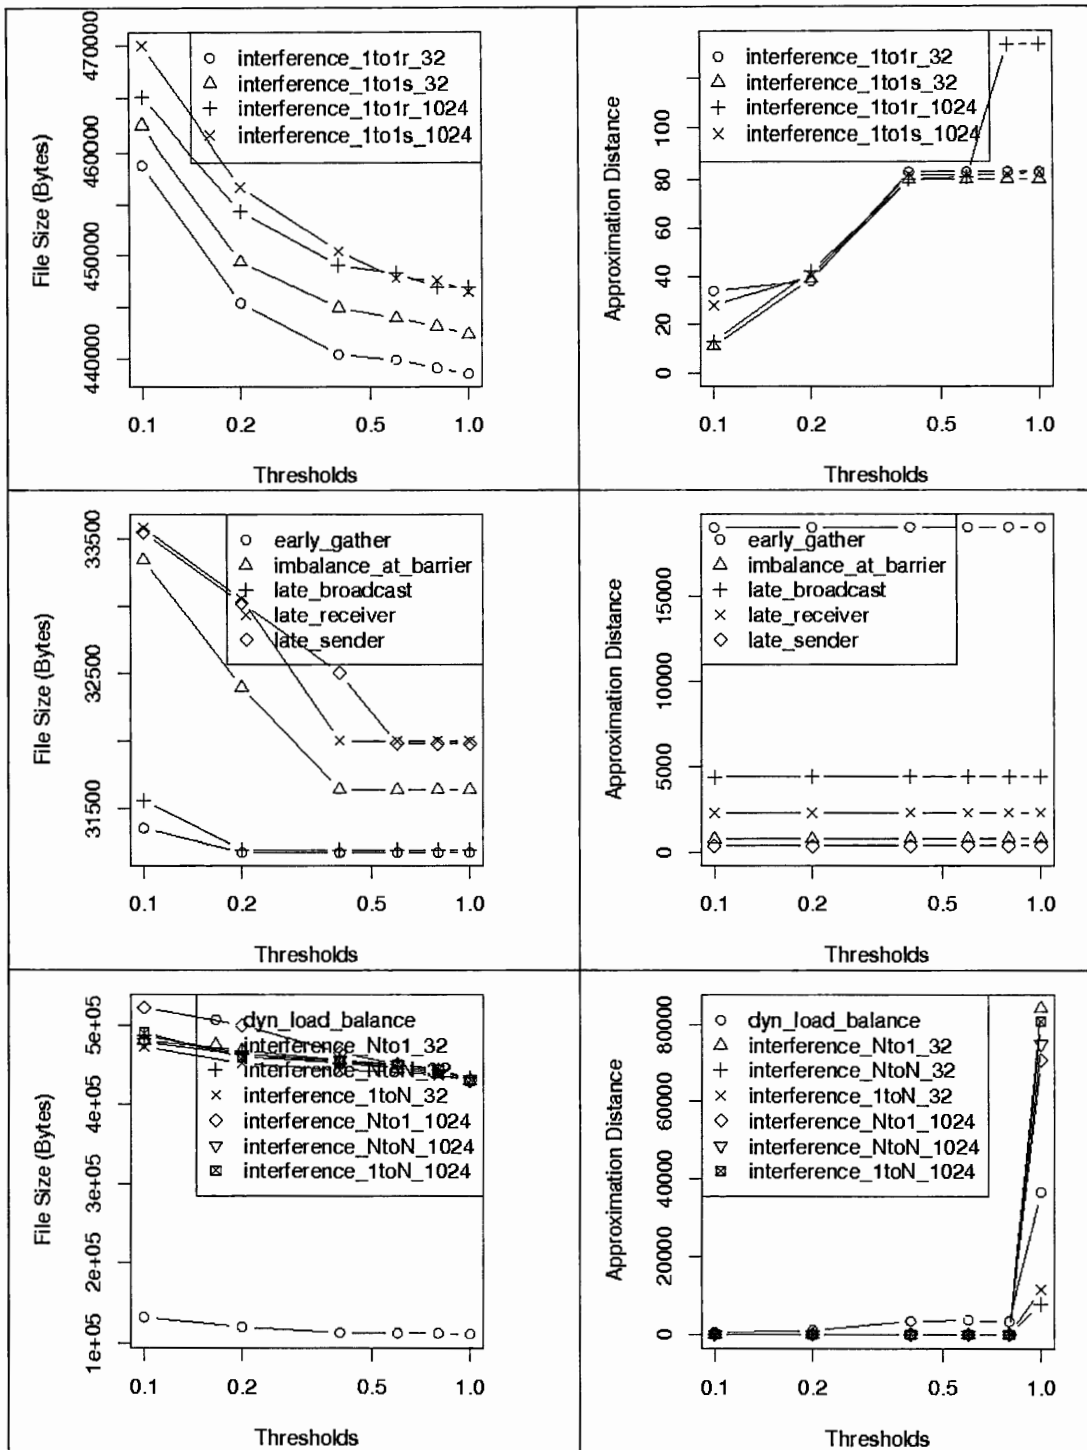 470000
460000
450000
440000
File Size (Bytes)
interference_1to1r_32
interference_1to1s_32
interference_1to1r_1024
interference_1to1s_1024
0.1 0.2 0.5 1.0
Thresholds
100
80
60
40
20
0
Approximation Distance
interference_1to1r_32
interference_1to1s_32
interference_1to1r_1024
interference_1to1s_1024
0.1 0.2 0.5 1.0
Thresholds
33500
32500
31500
File Size (Bytes)
early_gather
imbalance_at_barrier
late_broadcast
late_receiver
late_sender
0.1 0.2 0.5 1.0
Thresholds
15000
10000
5000
0
Approximation Distance
early_gather
imbalance_at_barrier
late_broadcast
late_receiver
late_sender
0.1 0.2 0.5 1.0
Thresholds
5e+05
4e+05
3e+05
2e+05
1e+05
File Size (Bytes)
dyn_load_balance
interference_Nto1_32
interference_NtoN_32
interference_1toN_32
interference_Nto1_1024
interference_NtoN_1024
interference_1toN_1024
0.1 0.2 0.5 1.0
Thresholds
80000
60000
40000
20000
0
Approximation Distance
dyn_load_balance
interference_Nto1_32
interference_NtoN_32
interference_1toN_32
interference_Nto1_1024
interference_NtoN_1024
interference_1toN_1024
0.1 0.2 0.5 1.0
Thresholds